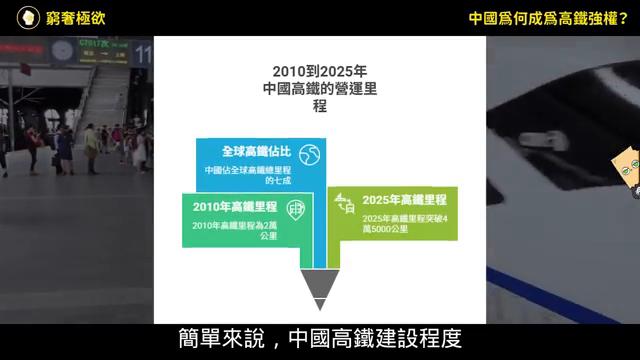 窮奢極欲
中國爲何成爲高鐵強權？
G7017次
11
2010到2025年
中國高鐵的營運里
程
全球高鐵佔比
中國佔全球高鐵總里程
的七成
2010年高鐵里程
2010年高鐵里程為2萬
公里
2025年高鐵里程
2025年高鐵里程突破4
萬5000公里
簡單來說，中國高鐵建設程度